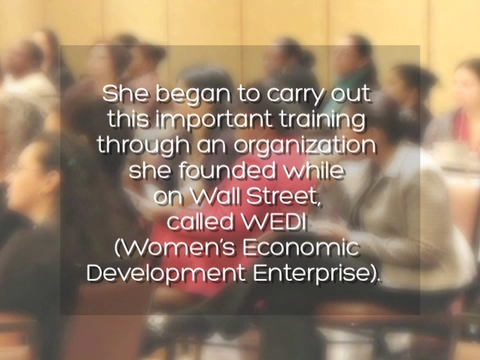 She began to carry out
this important training
through an organization
she founded while
on Wall Street,
called WEDI
(Women's Economic
Development Enterprise).